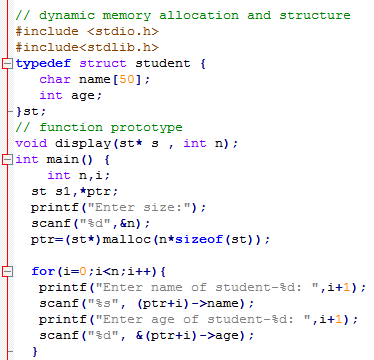 // dynamic memory allocation and structure
#include <stdio.h>
#include<stdlib.h>
typedef struct student {
char name[50];
int age;
}st;
// function prototype
void display(st* s , int n);
int main() {
int n,i;
st s1,*ptr;
printf("Enter size:");
scanf("%d",&n);
ptr=(st*)malloc(n*sizeof(st));
for(i=0;i<n;i++){
printf("Enter name of student-%d: ",i+1);
scanf("%s", (ptr+i)->name);
printf("Enter age of student-%d: ",i+1);
scanf("%d", &(ptr+i)->age);
}